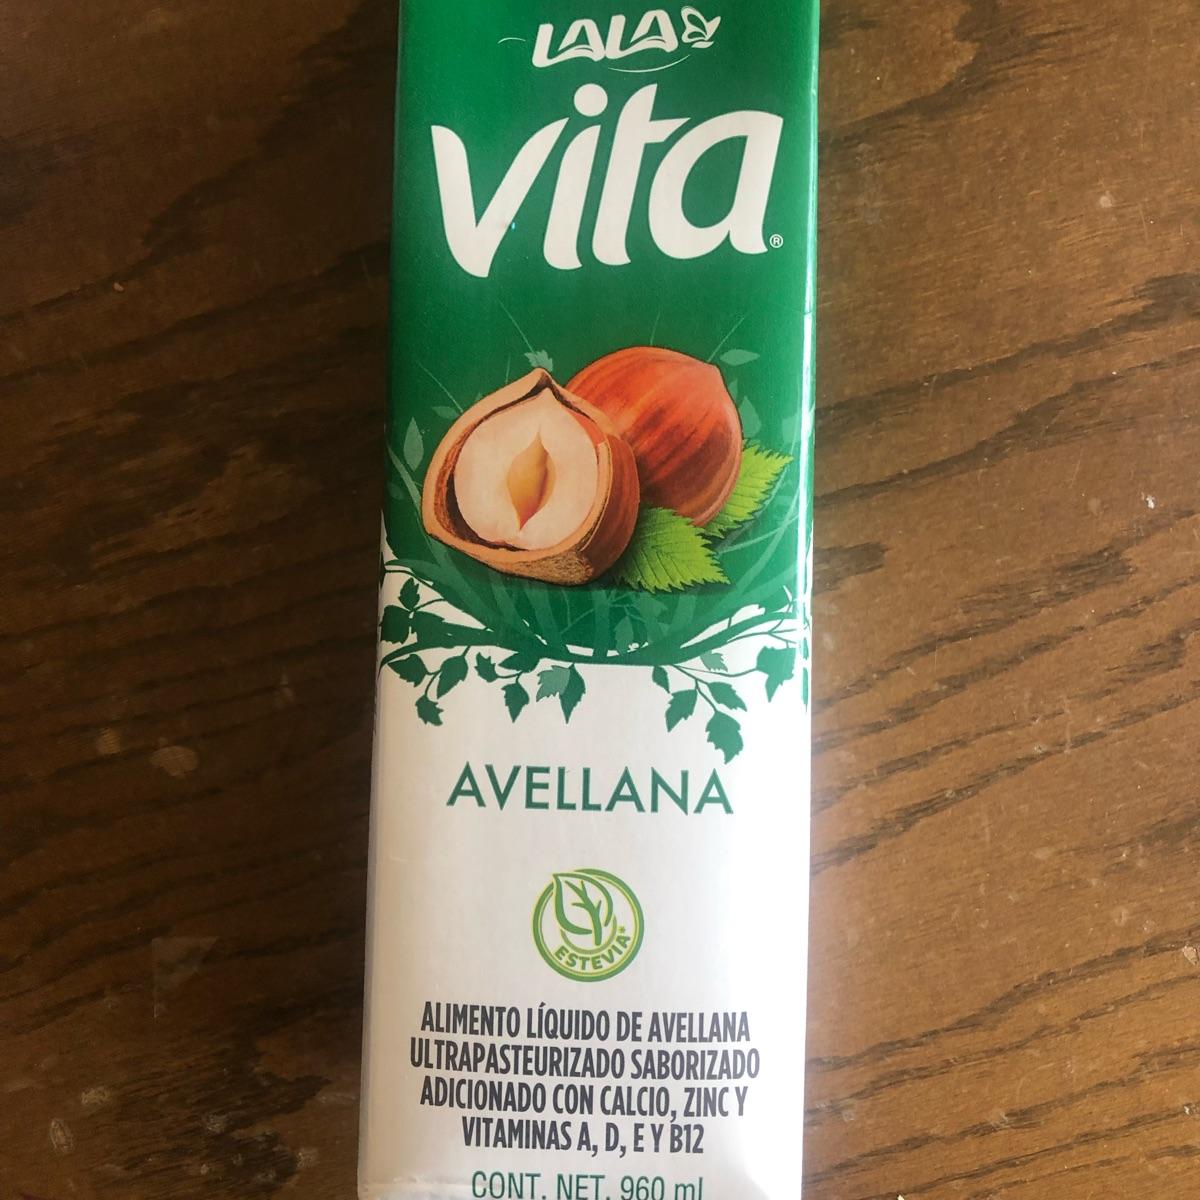 LALA
vita®
AVELLANA
ESTEVIA*
ALIMENTO LÍQUIDO DE AVELLANA
ULTRAPASTEURIZADO SABORIZADO
ADICIONADO CON CALCIO, ZINC Y
VITAMINAS A, D, E Y B12
CONT. NET. 960 ml